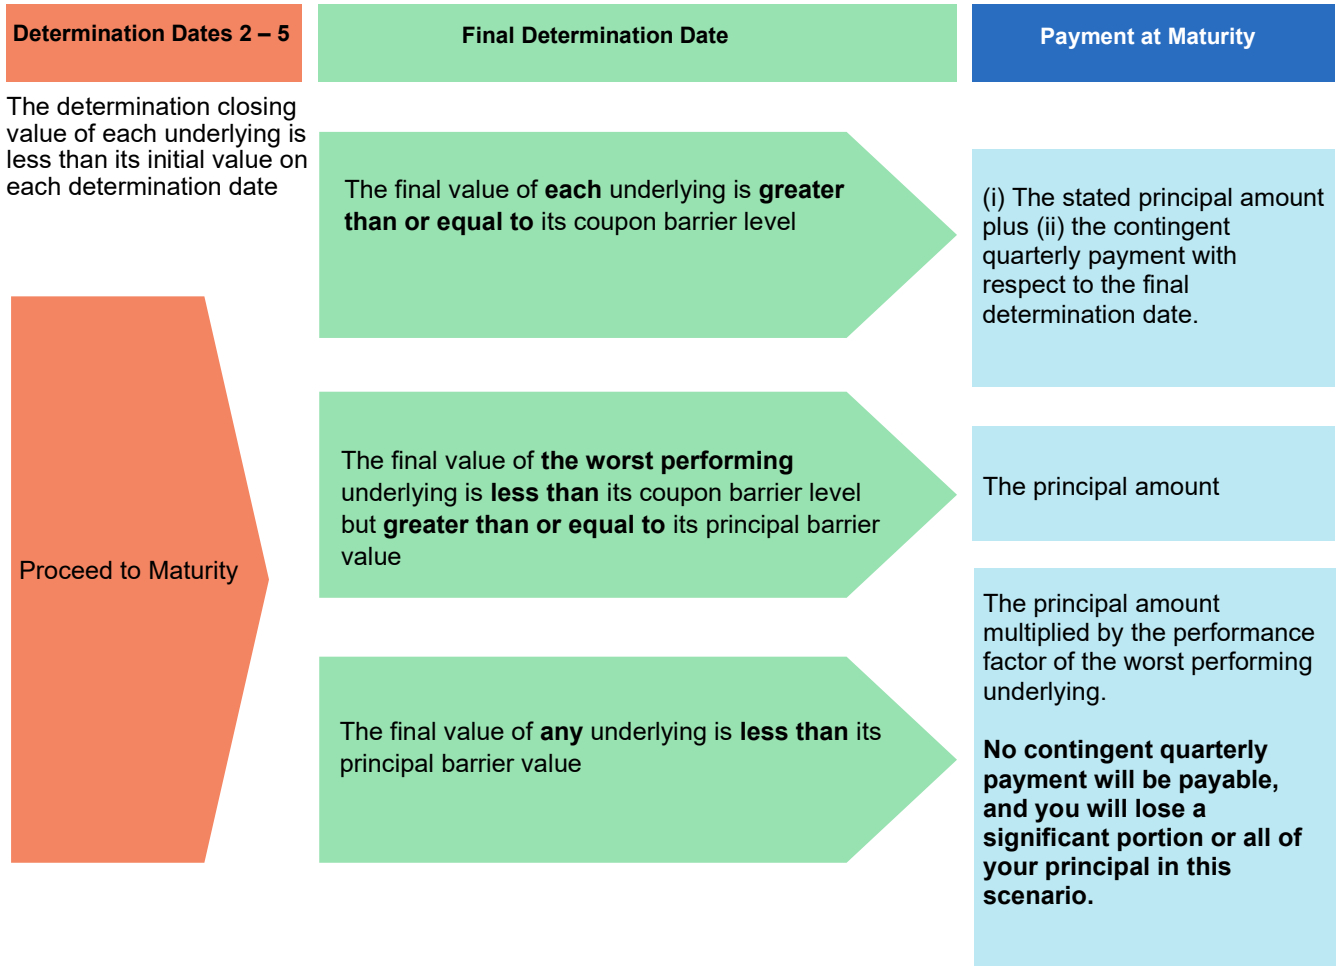 Determination Dates 2 – 5
Final Determination Date
Payment at Maturity
The determination closing
value of each underlying is
less than its initial value on
each determination date
Proceed to Maturity
The final value of each underlying is greater
than or equal to its coupon barrier level
(i) The stated principal amount
plus (ii) the contingent
quarterly payment with
respect to the final
determination date.
The final value of the worst performing
underlying is less than its coupon barrier level
but greater than or equal to its principal barrier
value
The principal amount
The final value of any underlying is less than its
principal barrier value
The principal amount
multiplied by the performance
factor of the worst performing
underlying.
No contingent quarterly
payment will be payable,
and you will lose a
significant portion or all of
your principal in this
scenario.